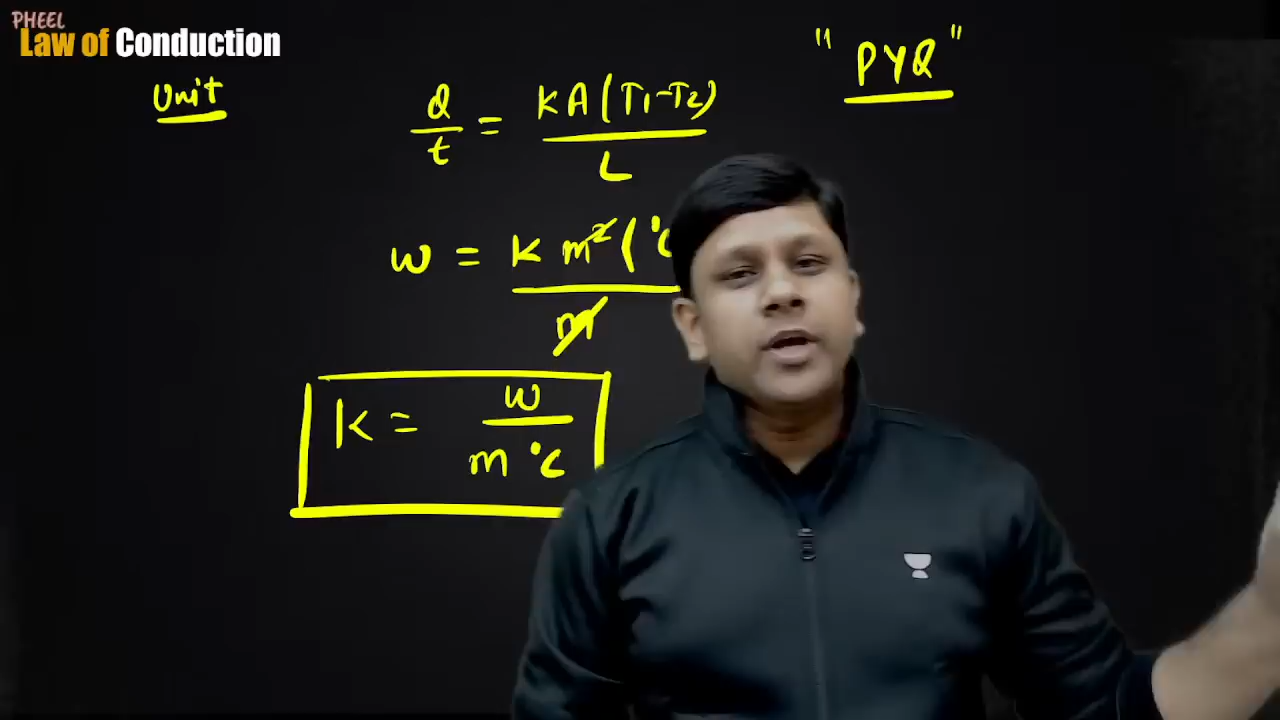 PHEEL
Law of Conduction
Unit
" PYQ "
Q/t = KA(T1-T2)/L
W = K m²(°C/m
K = W/m °C